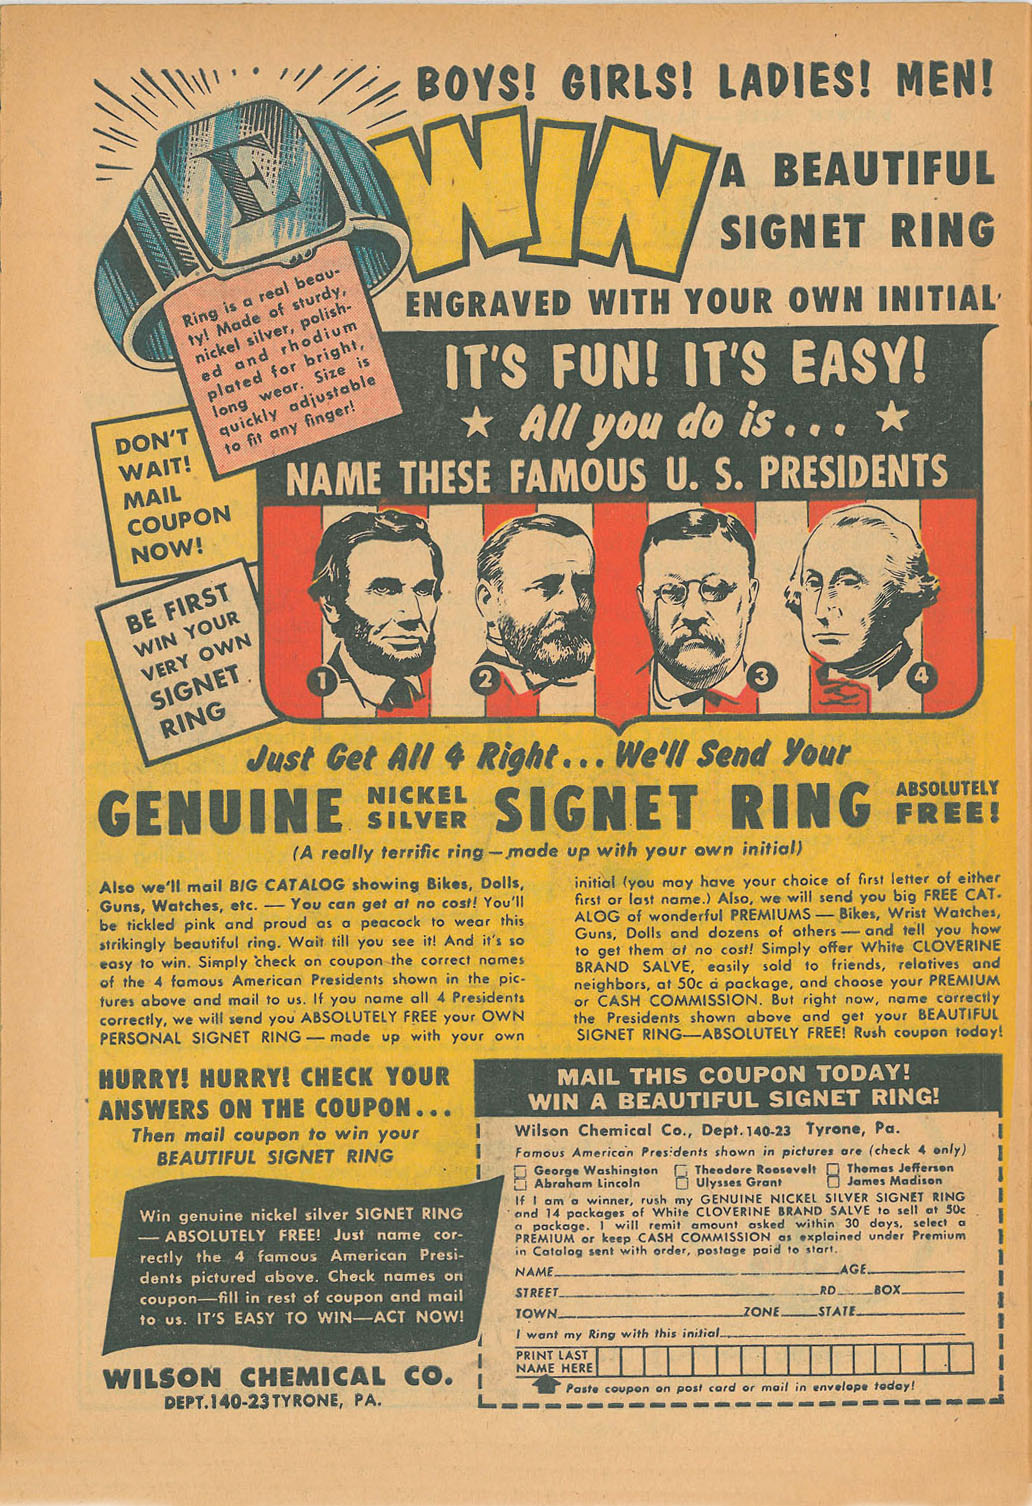 BOYS! GIRLS! LADIES! MEN!
WIN
A BEAUTIFUL
SIGNET RING
ENGRAVED WITH YOUR OWN INITIAL
E
Ring is a real beau-
ty! Made of sturdy,
nickel silver, polish-
ed and rhodium
plated for bright,
long wear. Size is
quickly adjustable
to fit any finger!
DON'T
WAIT!
MAIL
COUPON
NOW!
BE FIRST
WIN YOUR
VERY OWN
SIGNET
RING
IT'S FUN! IT'S EASY!
All you do is...
NAME THESE FAMOUS U. S. PRESIDENTS
1 2 3 4
Just Get All 4 Right... We'll Send Your
GENUINE NICKEL SILVER SIGNET RING ABSOLUTELY FREE!
(A really terrific ring — made up with your own initial)
Also we'll mail BIG CATALOG showing Bikes, Dolls,
Guns, Watches, etc. — You can get at no cost! You'll
be tickled pink and proud as a peacock to wear this
strikingly beautiful ring. Wait till you see it! And it's so
easy to win. Simply check on coupon the correct names
of the 4 famous American Presidents shown in the pic-
tures above and mail to us. If you name all 4 Presidents
correctly, we will send you ABSOLUTELY FREE your OWN
PERSONAL SIGNET RING — made up with your own
initial (you may have your choice of first letter of either
first or last name.) Also, we will send you big FREE CAT-
ALOG of wonderful PREMIUMS — Bikes, Wrist Watches,
Guns, Dolls and dozens of others — and tell you how
to get them at no cost! Simply offer White CLOVERINE
BRAND SALVE, easily sold to friends, relatives and
neighbors, at 50c a package, and choose your PREMIUM
or CASH COMMISSION. But right now, name correctly
the Presidents shown above and get your BEAUTIFUL
SIGNET RING—ABSOLUTELY FREE! Rush coupon today!
HURRY! HURRY! CHECK YOUR
ANSWERS ON THE COUPON...
Then mail coupon to win your
BEAUTIFUL SIGNET RING
Win genuine nickel silver SIGNET RING
— ABSOLUTELY FREE! Just name cor-
rectly the 4 famous American Presi-
dents pictured above. Check names on
coupon—fill in rest of coupon and mail
to us. IT'S EASY TO WIN—ACT NOW!
WILSON CHEMICAL CO.
DEPT.140-23 TYRONE, PA.
MAIL THIS COUPON TODAY!
WIN A BEAUTIFUL SIGNET RING!
Wilson Chemical Co., Dept.140-23 Tyrone, Pa.
Famous American Presidents shown in pictures are (check 4 only)
George Washington Theodore Roosevelt Thomas Jefferson
Abraham Lincoln Ulysses Grant James Madison
If I am a winner, rush my GENUINE NICKEL SILVER SIGNET RING
and 14 packages of White CLOVERINE BRAND SALVE to sell at 50c
a package. I will remit amount asked within 30 days, select a
PREMIUM or keep CASH COMMISSION as explained under Premium
in Catalog sent with order, postage paid to start.
NAME AGE
STREET RD BOX
TOWN ZONE STATE
I want my Ring with this initial
PRINT LAST
NAME HERE
Paste coupon on post card or mail in envelope today!